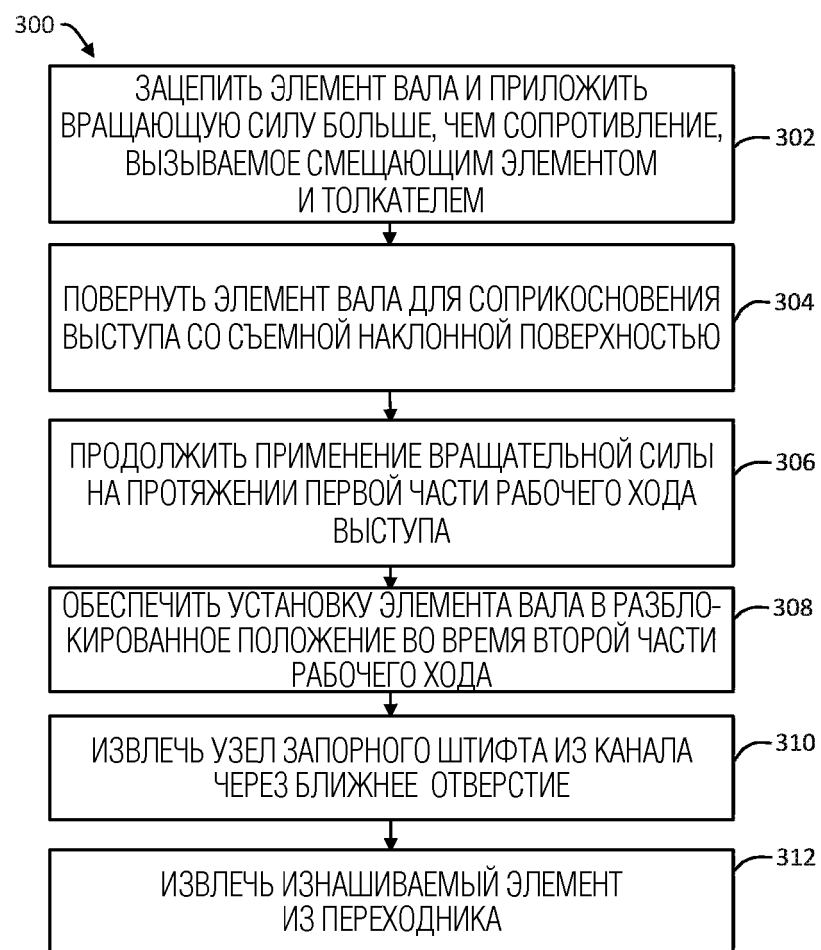 300
ЗАЦЕПИТЬ ЭЛЕМЕНТ ВАЛА И ПРИЛОЖИТЬ
ВРАЩАЮЩУЮ СИЛУ БОЛЬШЕ, ЧЕМ СОПРОТИВЛЕНИЕ,
ВЫЗЫВАЕМОЕ СМЕЩАЮЩИМ ЭЛЕМЕНТОМ
И ТОЛКАТЕЛЕМ
302
ПОВЕРНУТЬ ЭЛЕМЕНТ ВАЛА ДЛЯ СОПРИКОСНОВЕНИЯ
ВЫСТУПА СО СЪЕМНОЙ НАКЛОННОЙ ПОВЕРХНОСТЬЮ
304
ПРОДОЛЖИТЬ ПРИМЕНЕНИЕ ВРАЩАТЕЛЬНОЙ СИЛЫ
НА ПРОТЯЖЕНИИ ПЕРВОЙ ЧАСТИ РАБОЧЕГО ХОДА
ВЫСТУПА
306
ОБЕСПЕЧИТЬ УСТАНОВКУ ЭЛЕМЕНТА ВАЛА В РАЗБЛО-
КИРОВАННОЕ ПОЛОЖЕНИЕ ВО ВРЕМЯ ВТОРОЙ ЧАСТИ
РАБОЧЕГО ХОДА
308
ИЗВЛЕЧЬ УЗЕЛ ЗАПОРНОГО ШТИФТА ИЗ КАНАЛА
ЧЕРЕЗ БЛИЖНЕЕ ОТВЕРСТИЕ
310
ИЗВЛЕЧЬ ИЗНАШИВАЕМЫЙ ЭЛЕМЕНТ
ИЗ ПЕРЕХОДНИКА
312